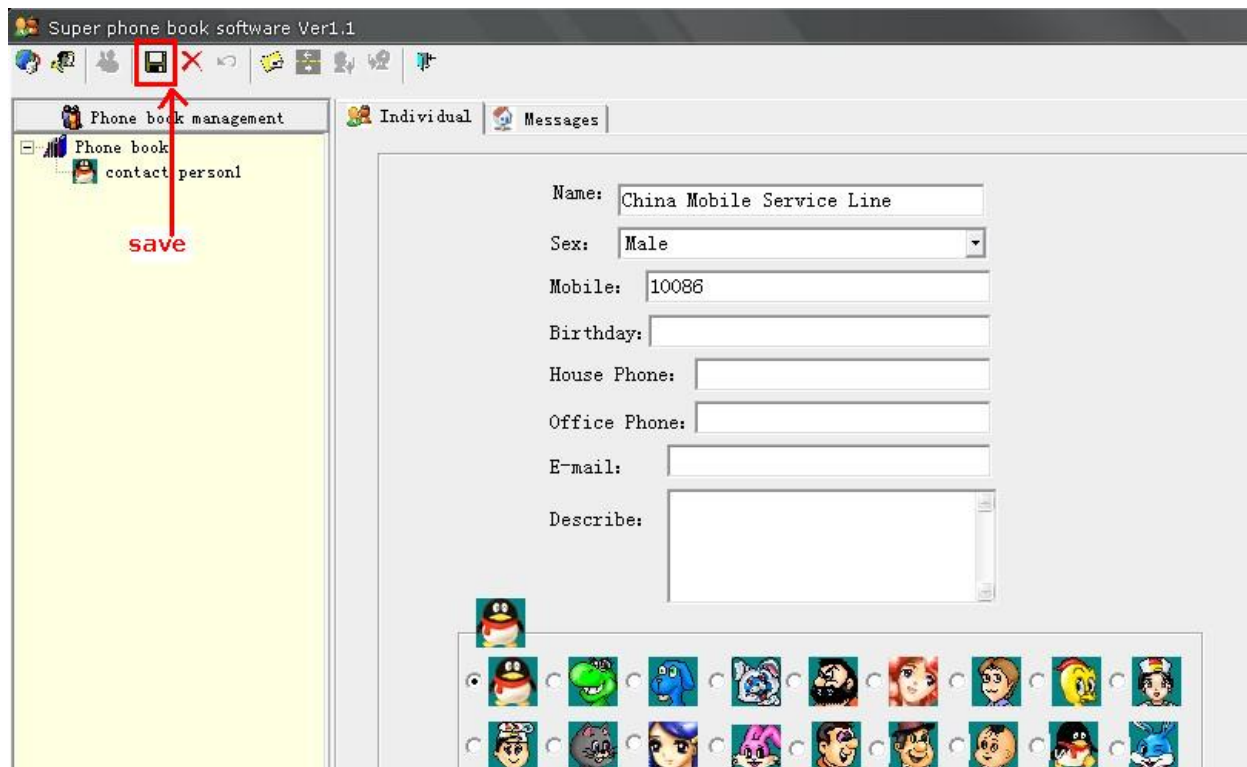 Super phone book software Ver1.1
Phone book management
Individual
Messages
Phone book
contact person1
save
Name: China Mobile Service Line
Sex: Male
Mobile: 10086
Birthday:
House Phone:
Office Phone:
E-mail:
Describe: